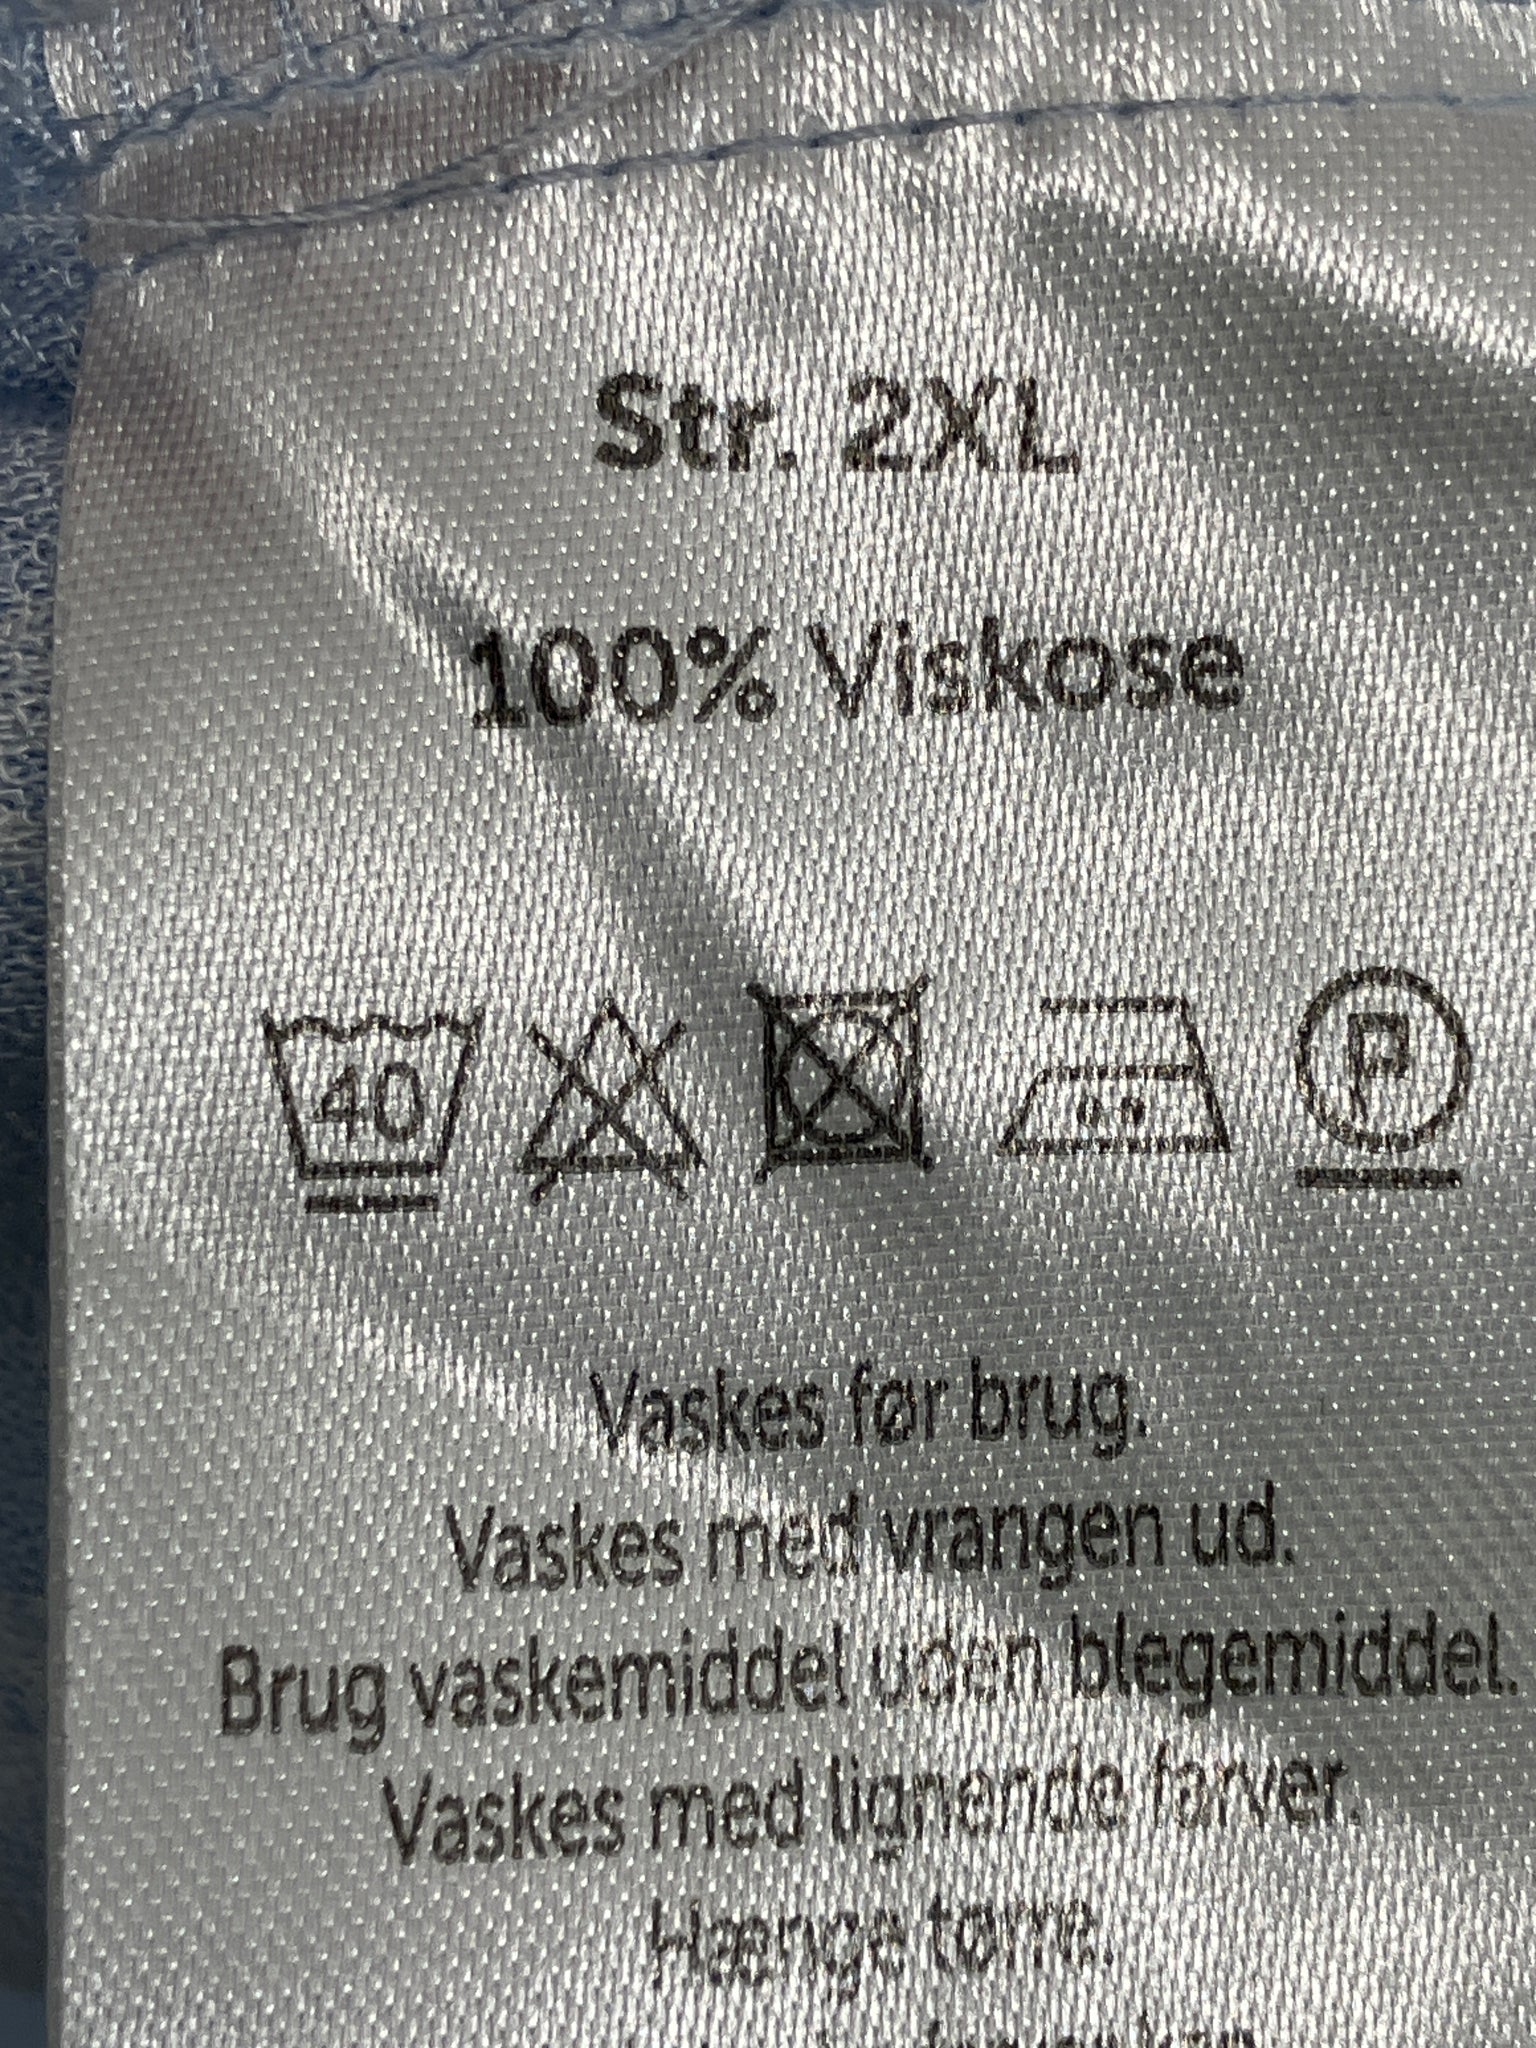 Str. 2XL
100% Viskose
40
P
Vaskes før brug.
Vaskes med vrangen ud.
Brug vaskemiddel uden blegemiddel.
Vaskes med lignende farver.
Hænge tørre.